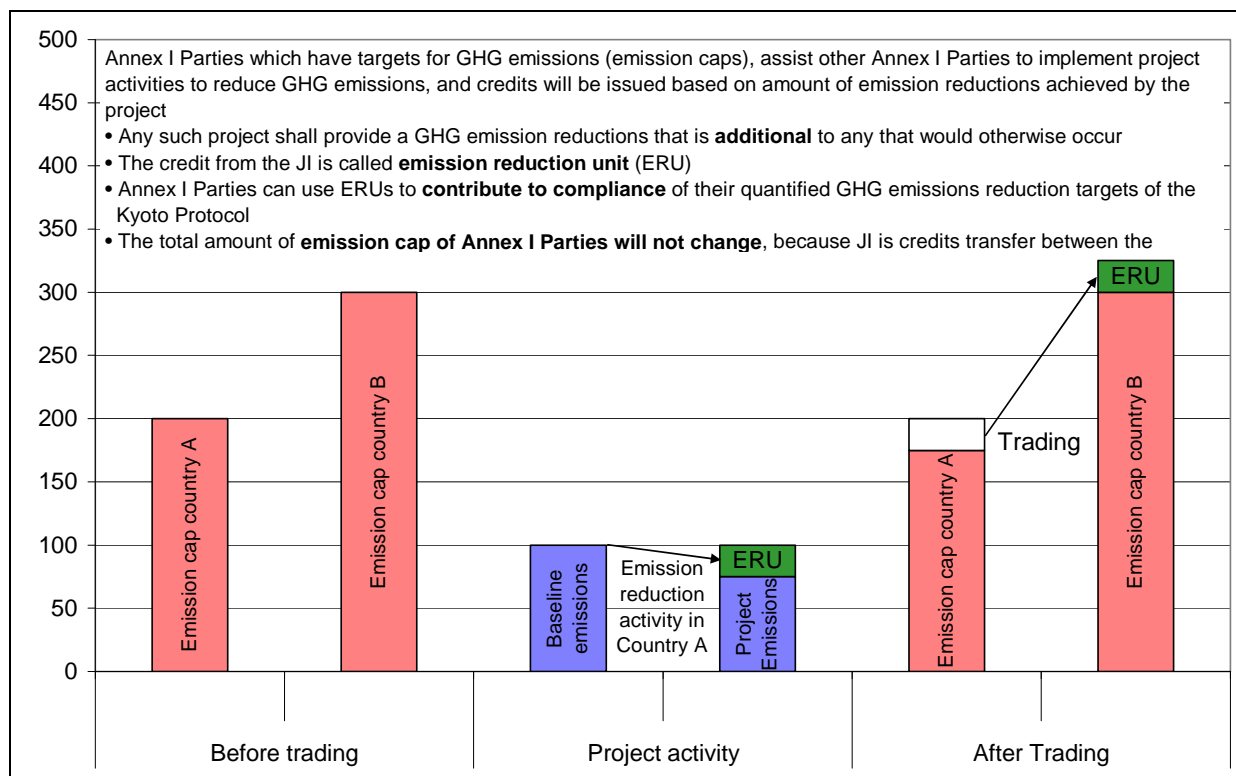 500
Annex I Parties which have targets for GHG emissions (emission caps), assist other Annex I Parties to implement project
activities to reduce GHG emissions, and credits will be issued based on amount of emission reductions achieved by the
project
• Any such project shall provide a GHG emission reductions that is additional to any that would otherwise occur
• The credit from the JI is called emission reduction unit (ERU)
• Annex I Parties can use ERUs to contribute to compliance of their quantified GHG emissions reduction targets of the
Kyoto Protocol
• The total amount of emission cap of Annex I Parties will not change, because JI is credits transfer between the
450
400
350
300
250
200
150
100
50
0
Emission cap country A
Emission cap country B
Baseline
emissions
Emission
reduction
activity in
Country A
ERU
Project
Emissions
Emission cap country A
Trading
ERU
Emission cap country B
Before trading
Project activity
After Trading